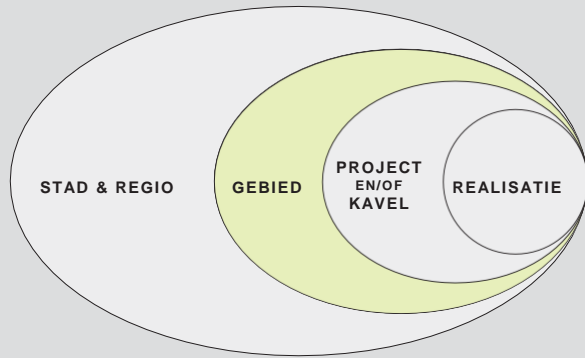 STAD & REGIO
GEBIED
PROJECT
EN/OF
KAVEL
REALISATIE